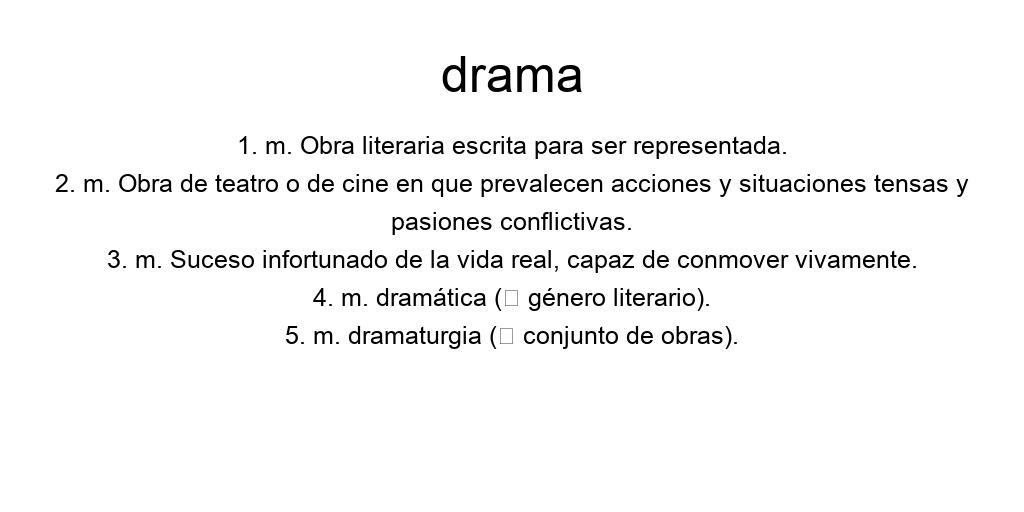 drama
1. m. Obra literaria escrita para ser representada.
2. m. Obra de teatro o de cine en que prevalecen acciones y situaciones tensas y
pasiones conflictivas.
3. m. Suceso infortunado de la vida real, capaz de conmover vivamente.
4. m. dramática (□ género literario).
5. m. dramaturgia (□ conjunto de obras).